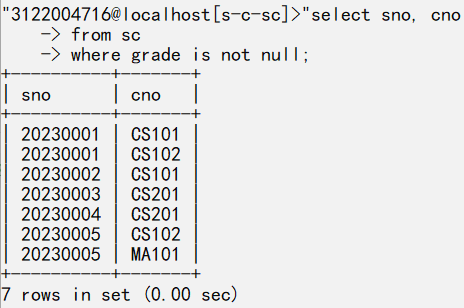 "3122004716@localhost[s-c-sc]>"select sno, cno
    -> from sc
    -> where grade is not null;
+----------+-------+
| sno      | cno   |
+----------+-------+
| 20230001 | CS101 |
| 20230001 | CS102 |
| 20230002 | CS101 |
| 20230003 | CS201 |
| 20230004 | CS201 |
| 20230005 | CS102 |
| 20230005 | MA101 |
+----------+-------+
7 rows in set (0.00 sec)